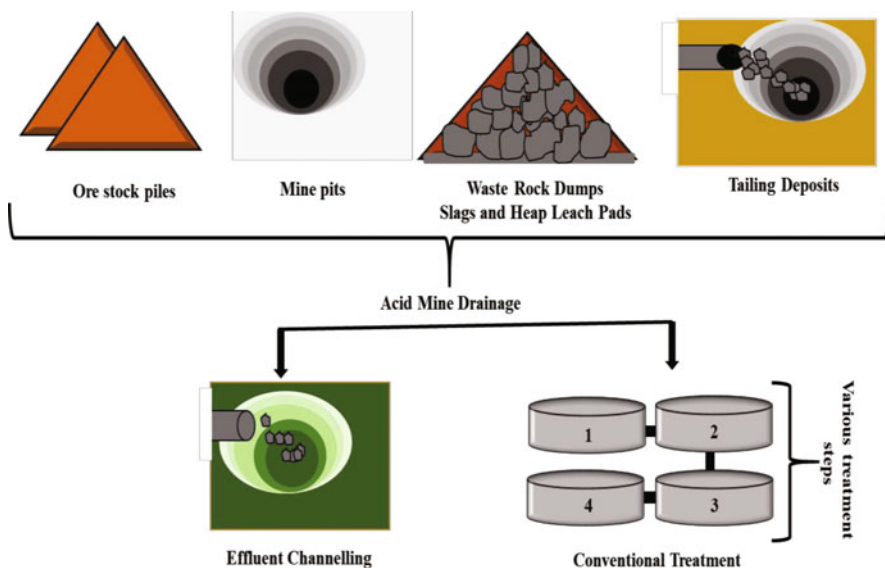 Ore stock piles
Mine pits
Waste Rock Dumps
Slags and Heap Leach Pads
Tailing Deposits
Acid Mine Drainage
1
2
4
3
Various treatment
steps
Effluent Channelling
Conventional Treatment